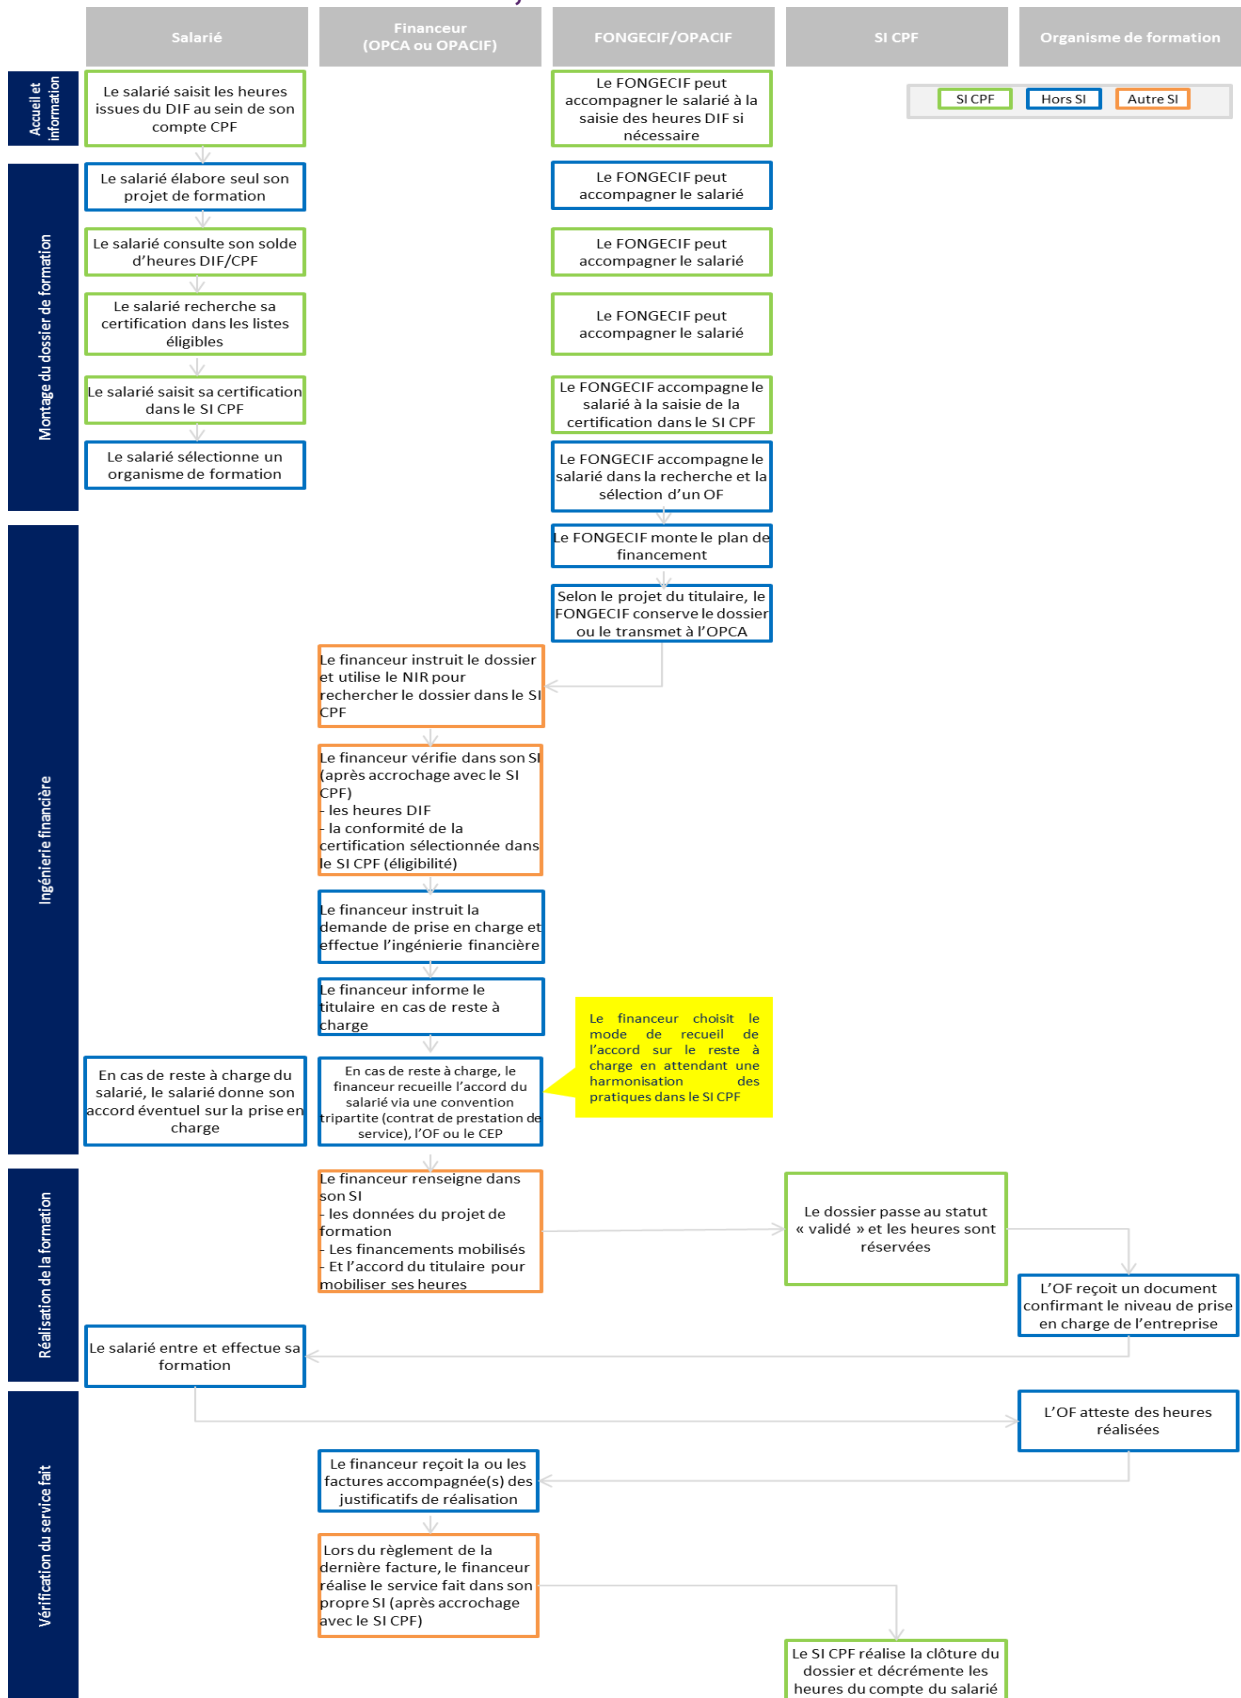 Salarié
Financeur
(OPCA ou OPACIF)
FONGECIF/OPACIF
SI CPF
Organisme de formation
SI CPF
Hors SI
Autre SI
Accueil et
information
Le salarié saisit les heures
issues du DIF au sein de son
compte CPF
Le FONGECIF peut
accompagner le salarié à la
saisie des heures DIF si
nécessaire
Montage du dossier de formation
Le salarié élabore seul son
projet de formation
Le FONGECIF peut
accompagner le salarié
Le salarié consulte son solde
d’heures DIF/CPF
Le FONGECIF peut
accompagner le salarié
Le salarié recherche sa
certification dans les listes
éligibles
Le FONGECIF peut
accompagner le salarié
Le salarié saisit sa certification
dans le SI CPF
Le FONGECIF accompagne le
salarié à la saisie de la
certification dans le SI CPF
Le salarié sélectionne un
organisme de formation
Le FONGECIF accompagne le
salarié dans la recherche et la
sélection d’un OF
Ingénierie financière
Le FONGECIF monte le plan de
financement
Selon le projet du titulaire, le
FONGECIF conserve le dossier
ou le transmet à l’OPCA
Le financeur instruit le dossier
et utilise le NIR pour
rechercher le dossier dans le SI
CPF
Le financeur vérifie dans son SI
(après accrochage avec le SI
CPF)
- les heures DIF
- la conformité de la
certification sélectionnée dans
le SI CPF (éligibilité)
Le financeur instruit la
demande de prise en charge et
effectue l’ingénierie financière
Le financeur informe le
titulaire en cas de reste à
charge
Le financeur choisit le
mode de recueil de
l’accord sur le reste à
charge en attendant une
harmonisation des
pratiques dans le SI CPF
En cas de reste à charge du
salarié, le salarié donne son
accord éventuel sur la prise en
charge
En cas de reste à charge, le
financeur recueille l’accord du
salarié via une convention
tripartite (contrat de prestation de
service), l’OF ou le CEP
Réalisation de la formation
Le financeur renseigne dans
son SI
- les données du projet de
formation
- Les financements mobilisés
- Et l’accord du titulaire pour
mobiliser ses heures
Le dossier passe au statut
« validé » et les heures sont
réservées
L’OF reçoit un document
confirmant le niveau de prise
en charge de l’entreprise
Le salarié entre et effectue sa
formation
Vérification du service fait
L’OF atteste des heures
réalisées
Le financeur reçoit la ou les
factures accompagnée(s) des
justificatifs de réalisation
Lors du règlement de la
dernière facture, le financeur
réalise le service fait dans son
propre SI (après accrochage
avec le SI CPF)
Le SI CPF réalise la clôture du
dossier et décrémente les
heures du compte du salarié